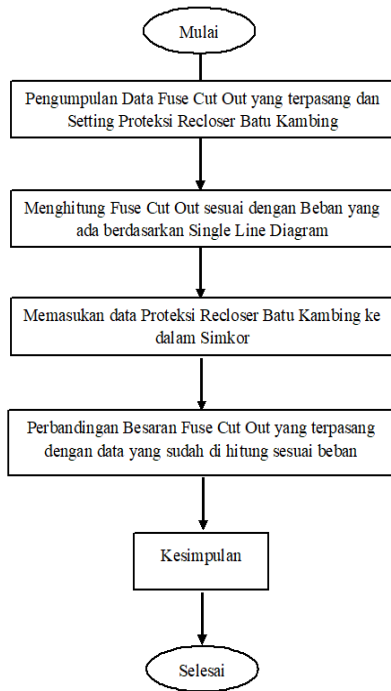 Mulai
Pengumpulan Data Fuse Cut Out yang terpasang dan
Setting Proteksi Recloser Batu Kambing
Menghitung Fuse Cut Out sesuai dengan Beban yang
ada berdasarkan Single Line Diagram
Memasukan data Proteksi Recloser Batu Kambing ke
dalam Simkor
Perbandingan Besaran Fuse Cut Out yang terpasang
dengan data yang sudah di hitung sesuai beban
Kesimpulan
Selesai